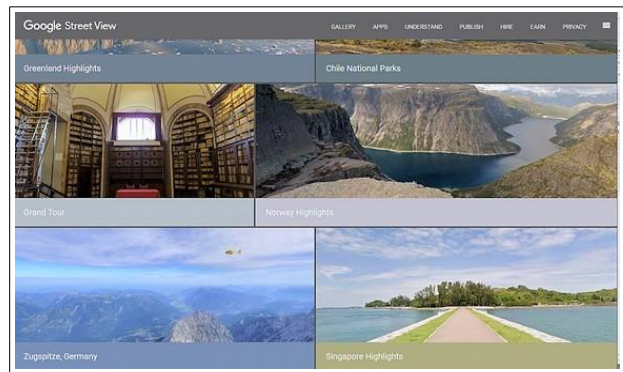 Google Street View
GALLERY APPS UNDERSTAND PUBLISH HIRE EARN PRIVACY
Greenland Highlights
Chile National Parks
Grand Tour
Norway Highlights
Zugspitze, Germany
Singapore Highlights